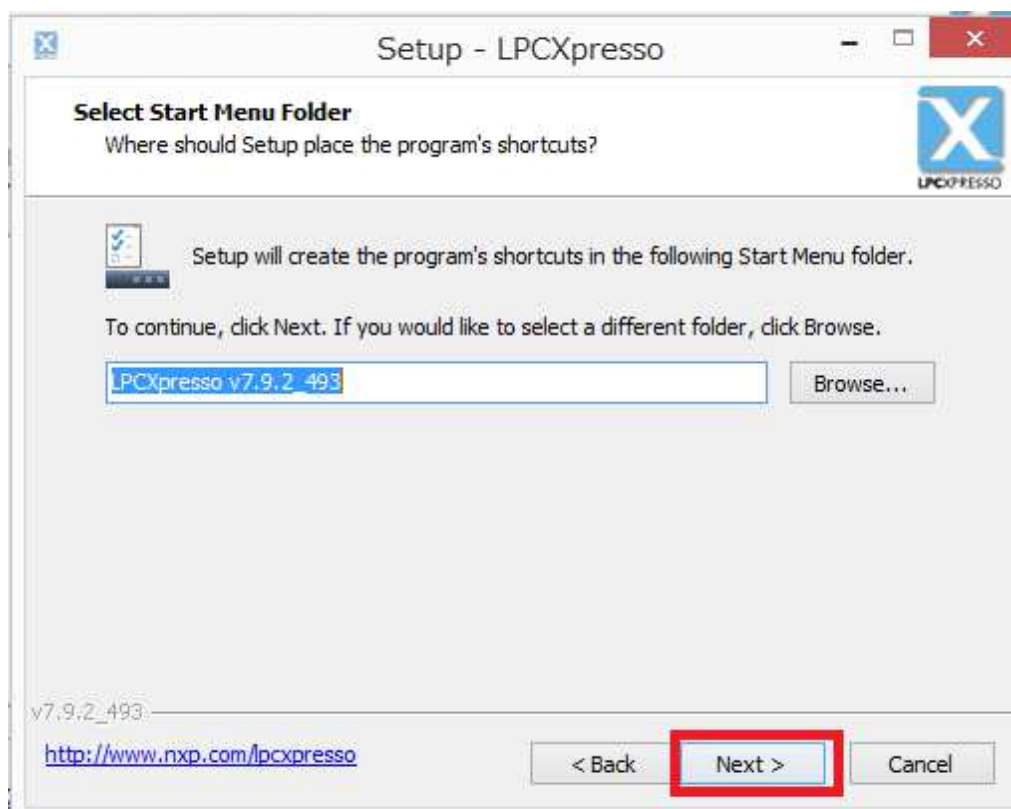 Setup - LPCXpresso
Select Start Menu Folder
Where should Setup place the program's shortcuts?
X
LPCXPRESSO
Setup will create the program's shortcuts in the following Start Menu folder.
To continue, click Next. If you would like to select a different folder, click Browse.
LPCXpresso v7.9.2_493
Browse...
v7.9.2_493
http://www.nxp.com/lpcxpresso
< Back
Next >
Cancel